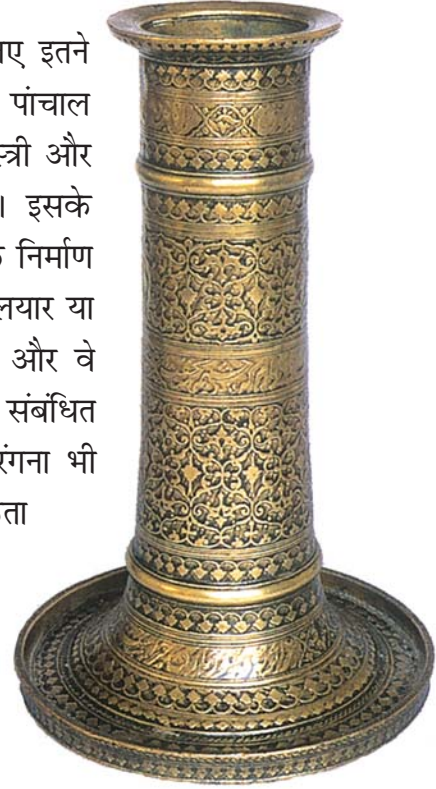 ए इतने
पांचाल
स्त्री और
। इसके
निर्माण
लयार या
और वे
संबंधित
रंगना भी